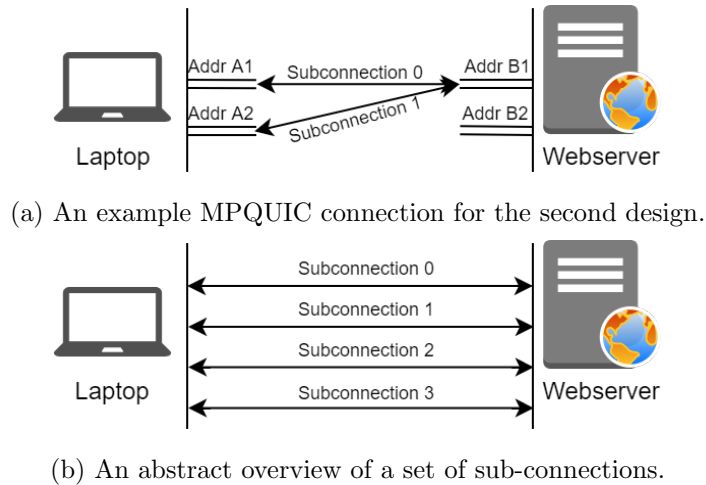 Addr A1
Subconnection 0
Addr B1
Addr A2
Subconnection 1
Addr B2
Laptop
Webserver
(a) An example MPQUIC connection for the second design.
Subconnection 0
Subconnection 1
Subconnection 2
Subconnection 3
Laptop
Webserver
(b) An abstract overview of a set of sub-connections.